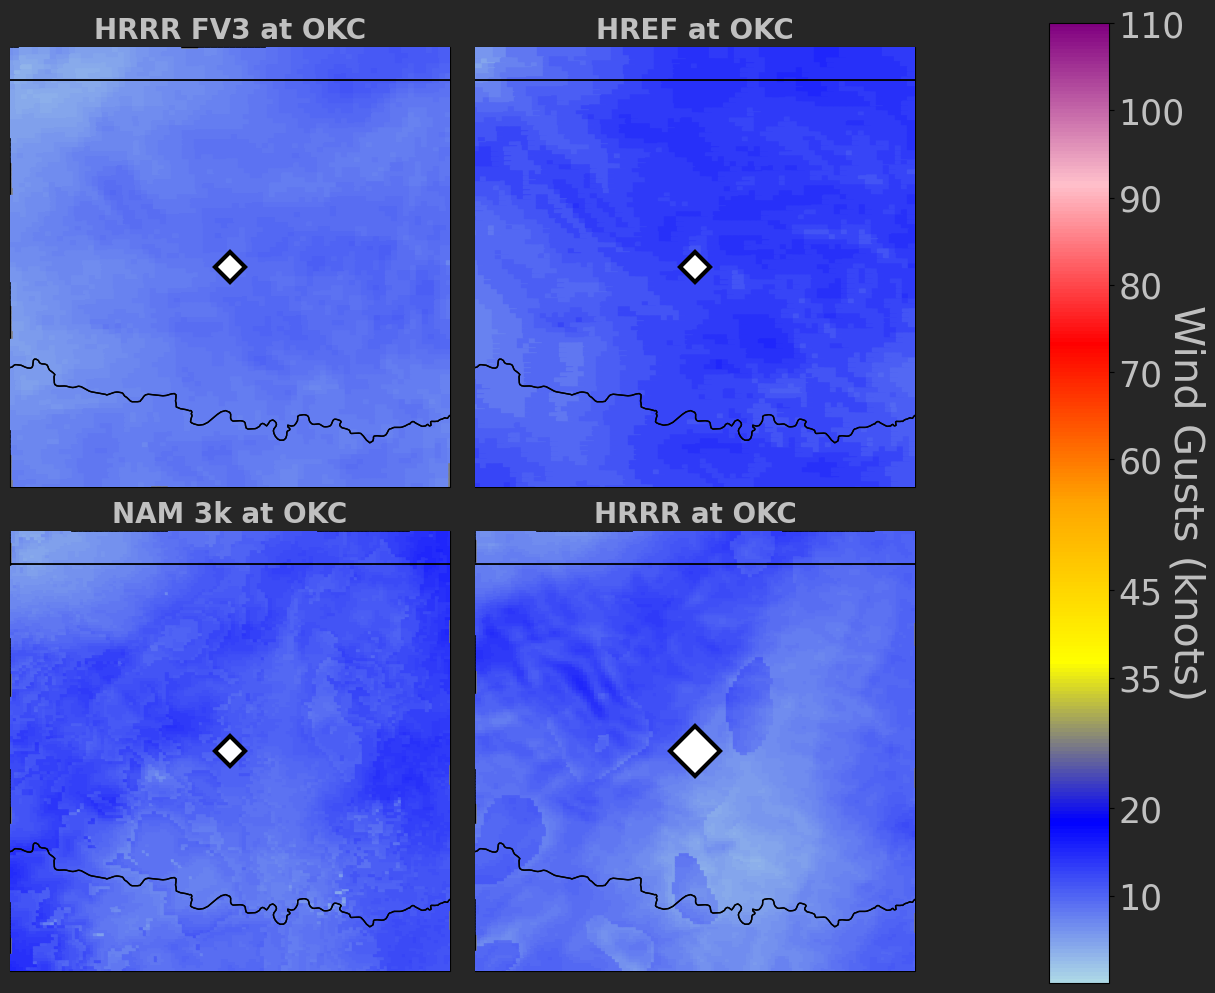 HRRR FV3 at OKC
HREF at OKC
NAM 3k at OKC
HRRR at OKC
110
100
90
80
70
60
45
35
20
10
Wind Gusts (knots)